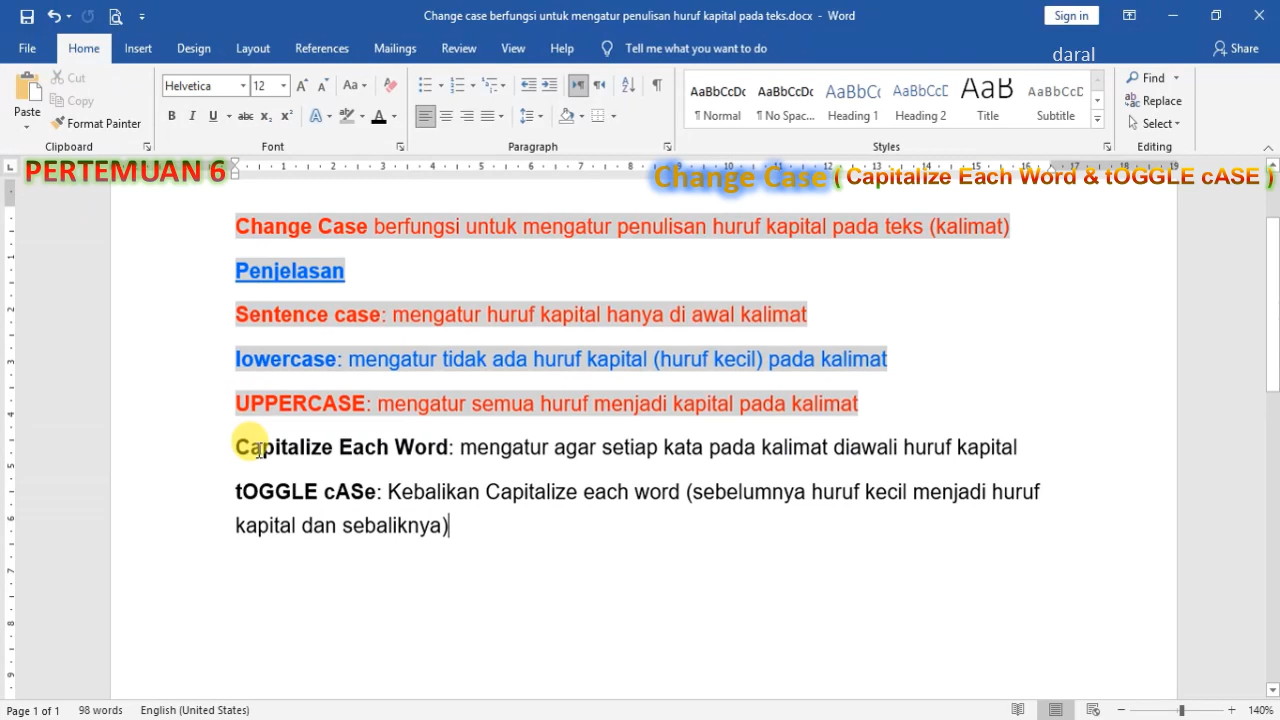 Change case berfungsi untuk mengatur penulisan huruf kapital pada teks.docx - Word
Sign in
File Home Insert Design Layout References Mailings Review View Help Tell me what you want to do
daral
Share
Paste
Cut
Copy
Format Painter
Clipboard
Helvetica 12
Aa
B I U abc x₂ x²
A A
Font
Paragraph
AaBbCcDc AaBbCcDc AaBbCc AaBbCcD AaB AaBbCcD
¶ Normal ¶ No Spac... Heading 1 Heading 2 Title Subtitle
Styles
Find
Replace
Select
Editing
PERTEMUAN 6
Change Case ( Capitalize Each Word & tOGGLE cASE )
Change Case berfungsi untuk mengatur penulisan huruf kapital pada teks (kalimat)
Penjelasan
Sentence case: mengatur huruf kapital hanya di awal kalimat
lowercase: mengatur tidak ada huruf kapital (huruf kecil) pada kalimat
UPPERCASE: mengatur semua huruf menjadi kapital pada kalimat
Capitalize Each Word: mengatur agar setiap kata pada kalimat diawali huruf kapital
tOGGLE cASe: Kebalikan Capitalize each word (sebelumnya huruf kecil menjadi huruf
kapital dan sebaliknya)
Page 1 of 1 98 words English (United States) 140%